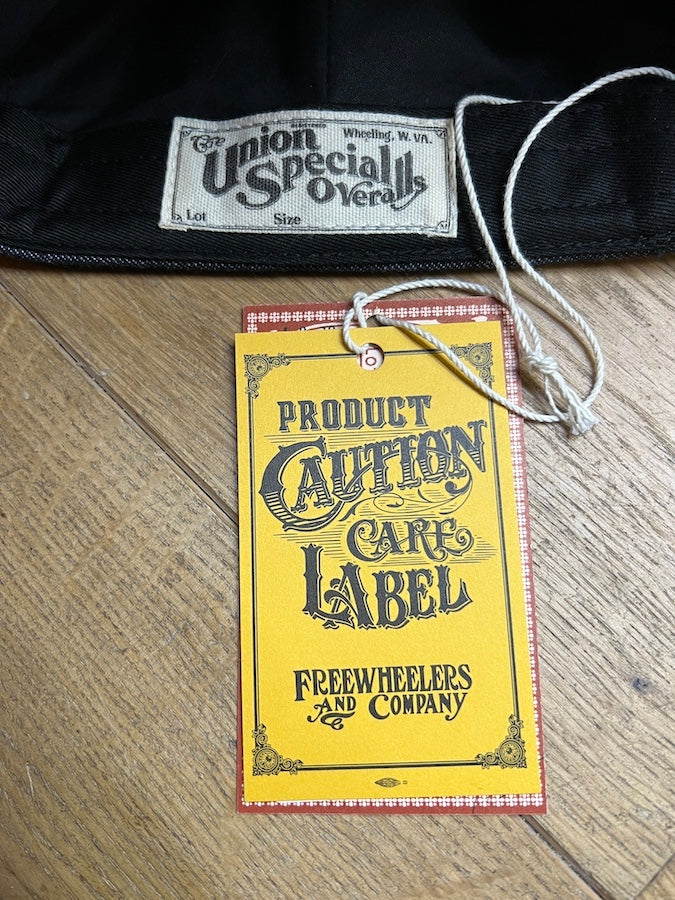 The Union Special Overalls
Wheeling, W. VA.
Lot Size
PRODUCT
CAUTION
CARE
LABEL
FREEWHEELERS
AND COMPANY